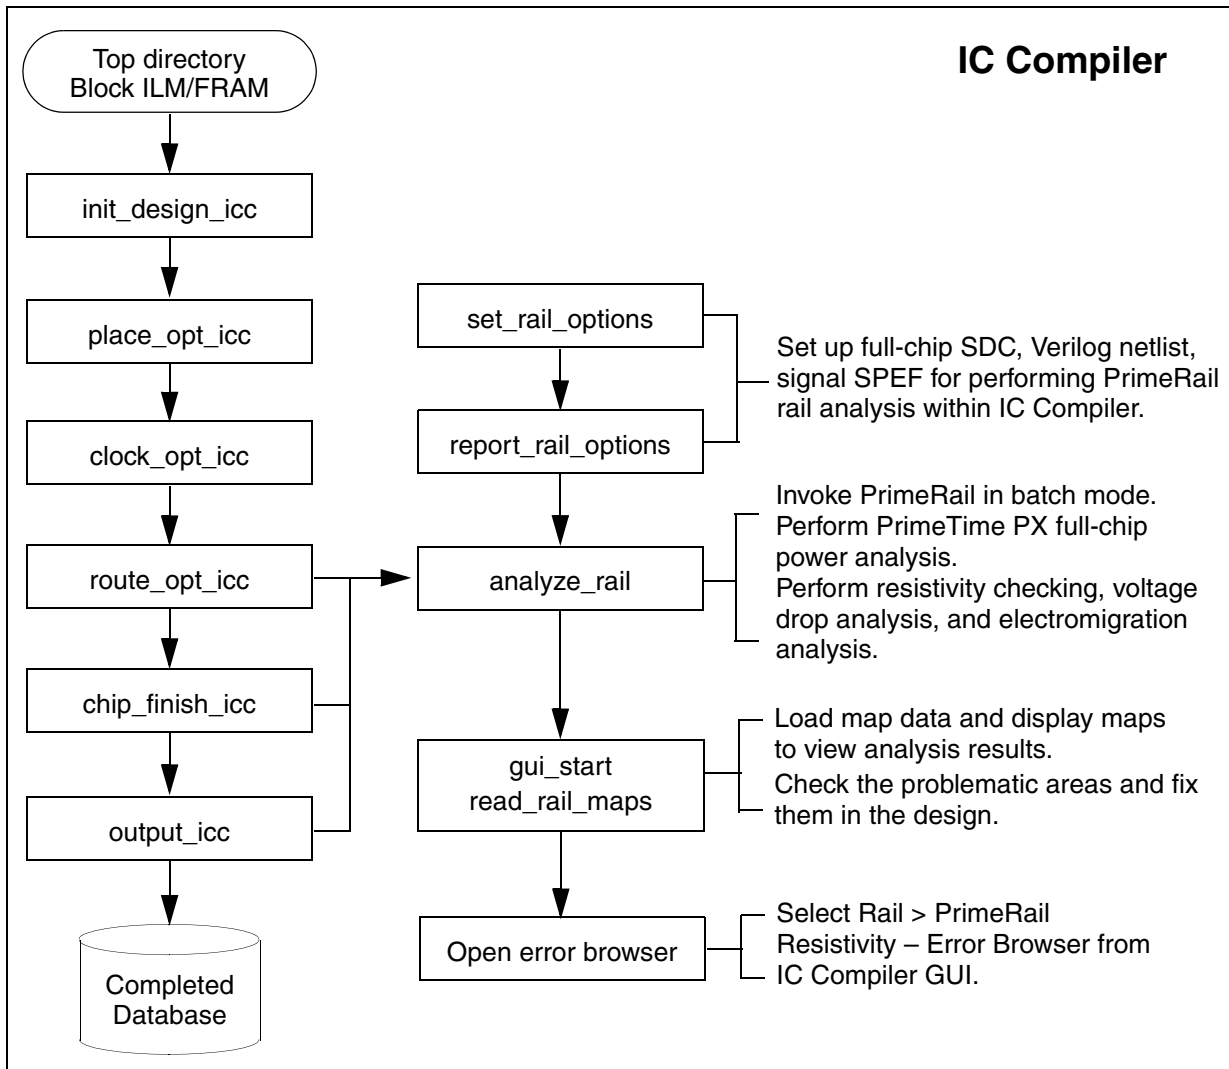 IC Compiler
Top directory
Block ILM/FRAM
init_design_icc
place_opt_icc
clock_opt_icc
route_opt_icc
chip_finish_icc
output_icc
Completed
Database
set_rail_options
report_rail_options
Set up full-chip SDC, Verilog netlist,
signal SPEF for performing PrimeRail
rail analysis within IC Compiler.
analyze_rail
Invoke PrimeRail in batch mode.
Perform PrimeTime PX full-chip
power analysis.
Perform resistivity checking, voltage
drop analysis, and electromigration
analysis.
gui_start
read_rail_maps
Load map data and display maps
to view analysis results.
Check the problematic areas and fix
them in the design.
Open error browser
Select Rail > PrimeRail
Resistivity – Error Browser from
IC Compiler GUI.